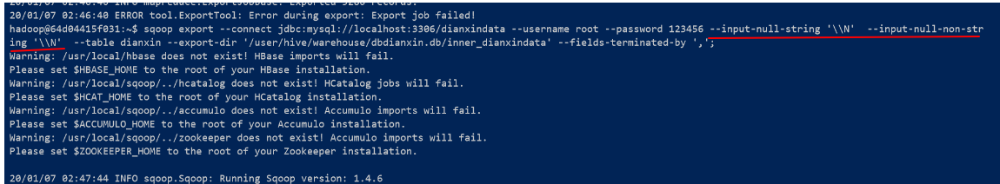 20/01/07 02:46:40 INFO mapreduce.ExportJobBase: Exported 3280 records.
20/01/07 02:46:40 ERROR tool.ExportTool: Error during export: Export job failed!
hadoop@64d04415f031:~$ sqoop export --connect jdbc:mysql://localhost:3306/dianxindata --username root --password 123456 --input-null-string '\\N'  --input-null-non-str
ing '\\N'  --table dianxin --export-dir '/user/hive/warehouse/dbdianxin.db/inner_dianxindata' --fields-terminated-by ',';
Warning: /usr/local/hbase does not exist! HBase imports will fail.
Please set $HBASE_HOME to the root of your HBase installation.
Warning: /usr/local/sqoop/../hcatalog does not exist! HCatalog jobs will fail.
Please set $HCAT_HOME to the root of your HCatalog installation.
Warning: /usr/local/sqoop/../accumulo does not exist! Accumulo imports will fail.
Please set $ACCUMULO_HOME to the root of your Accumulo installation.
Warning: /usr/local/sqoop/../zookeeper does not exist! Accumulo imports will fail.
Please set $ZOOKEEPER_HOME to the root of your Zookeeper installation.
20/01/07 02:47:44 INFO sqoop.Sqoop: Running Sqoop version: 1.4.6